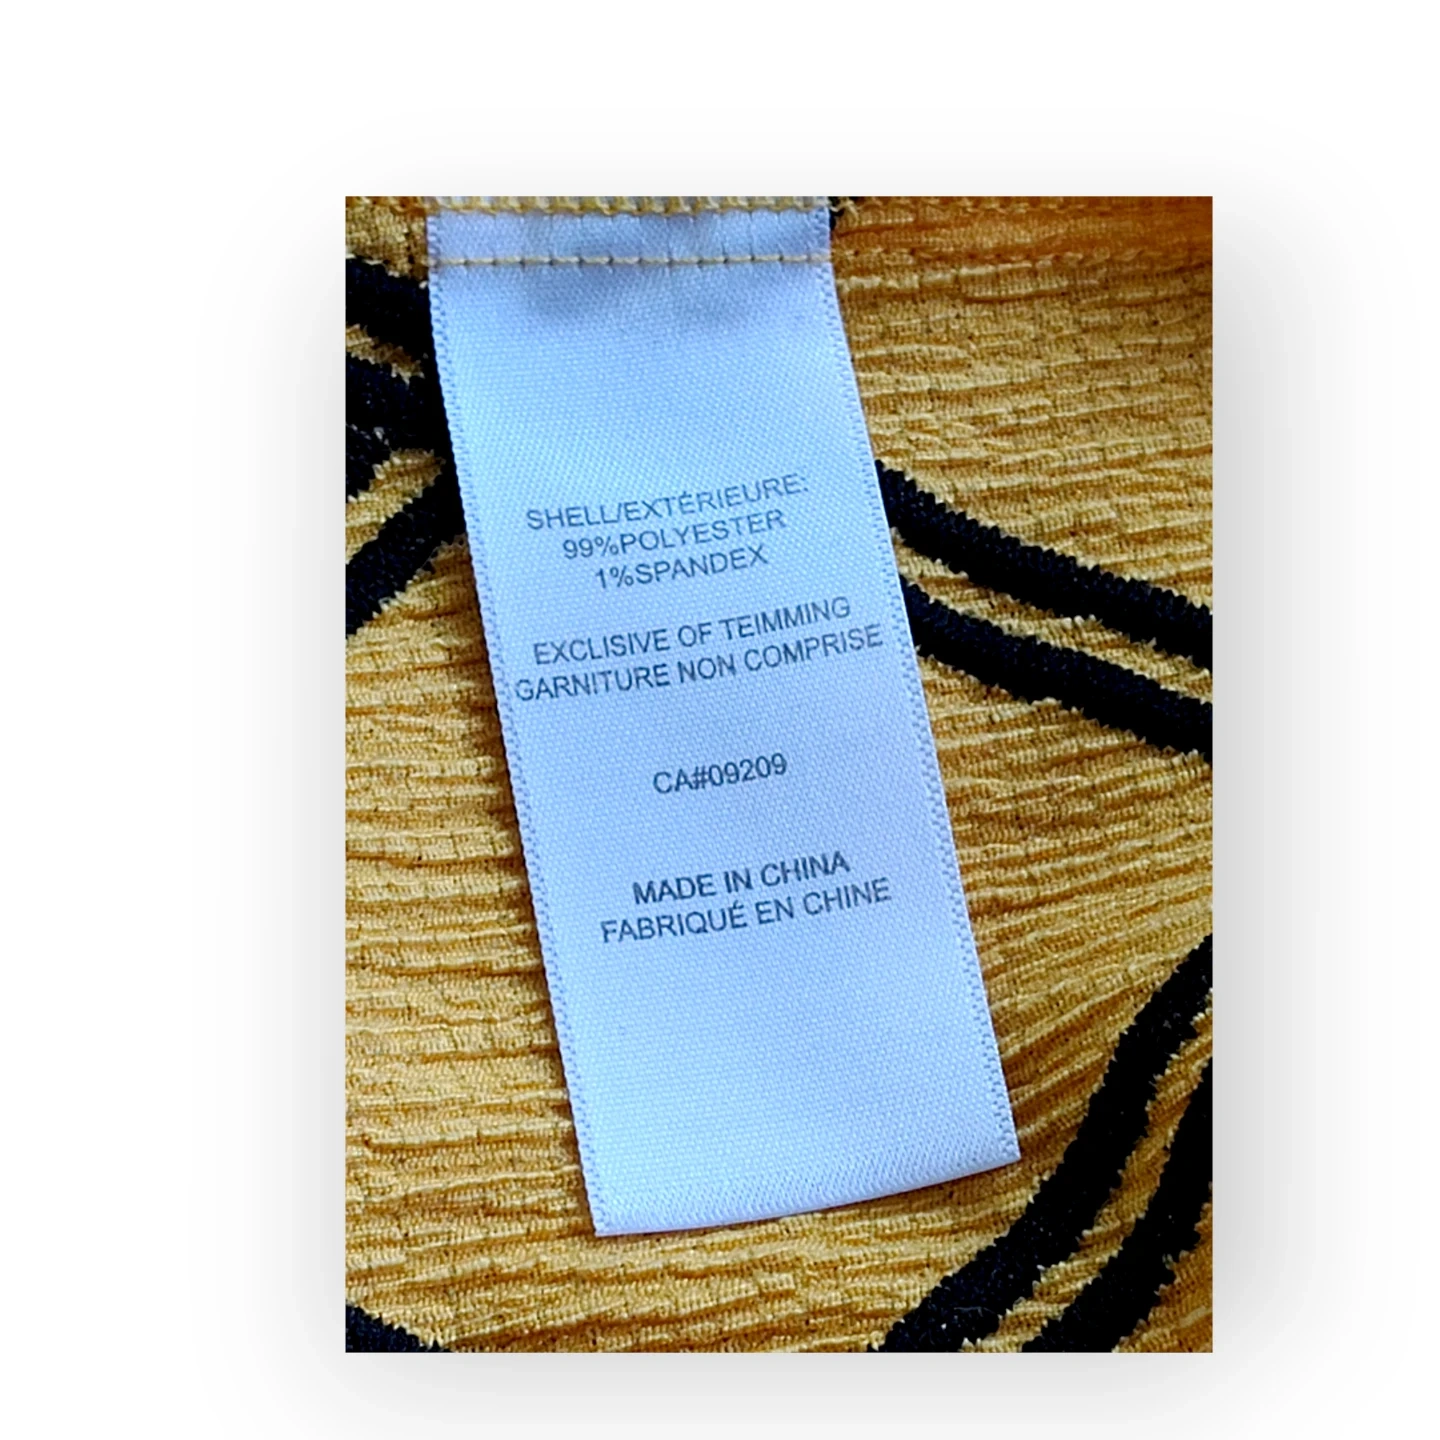 SHELL/EXTÉRIEURE:
99%POLYESTER
1%SPANDEX
EXCLISIVE OF TEIMMING
GARNITURE NON COMPRISE
CA#09209
MADE IN CHINA
FABRIQUÉ EN CHINE